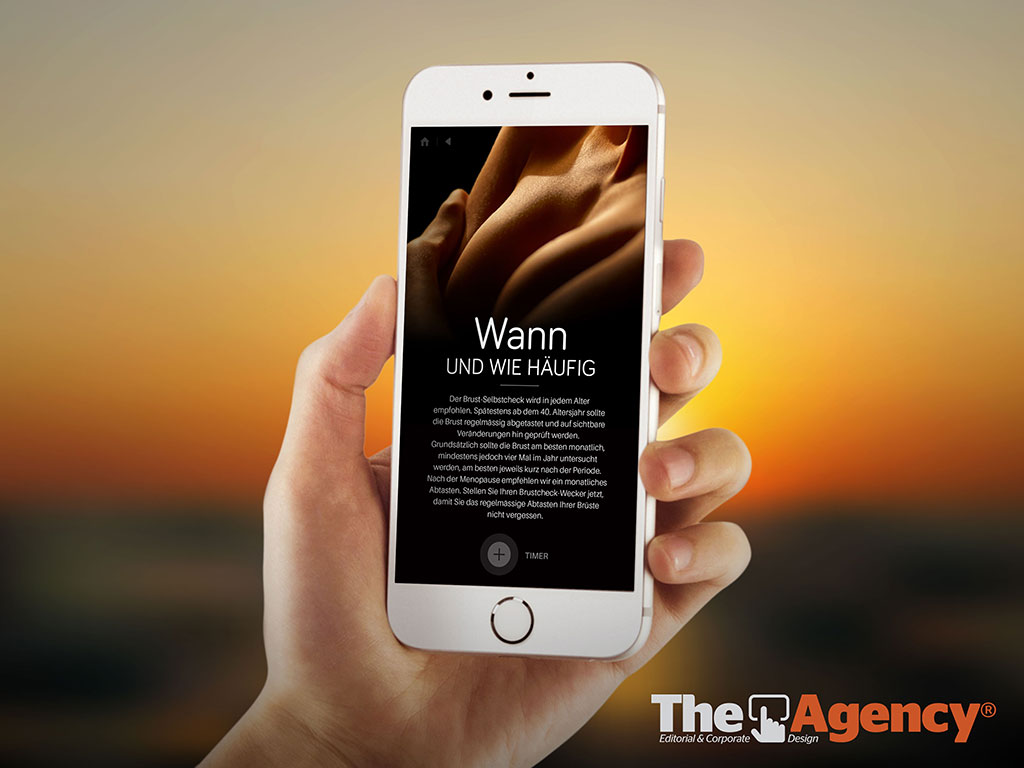 Wann
UND WIE HÄUFIG
Der Brust-Selbstcheck wird in jedem Alter
empfohlen. Spätestens ab dem 40. Altersjahr sollte
die Brust regelmässig abgetastet und auf sichtbare
Veränderungen hin geprüft werden.
Grundsätzlich sollte die Brust am besten monatlich,
mindestens jedoch vier Mal im Jahr untersucht
werden, am besten jeweils kurz nach der Periode.
Nach der Menopause empfehlen wir ein monatliches
Abtasten. Stellen Sie Ihren Brustcheck-Wecker jetzt,
damit Sie das regelmässige Abtasten Ihrer Brüste
nicht vergessen.
TIMER
The Agency®
Editorial & Corporate Design